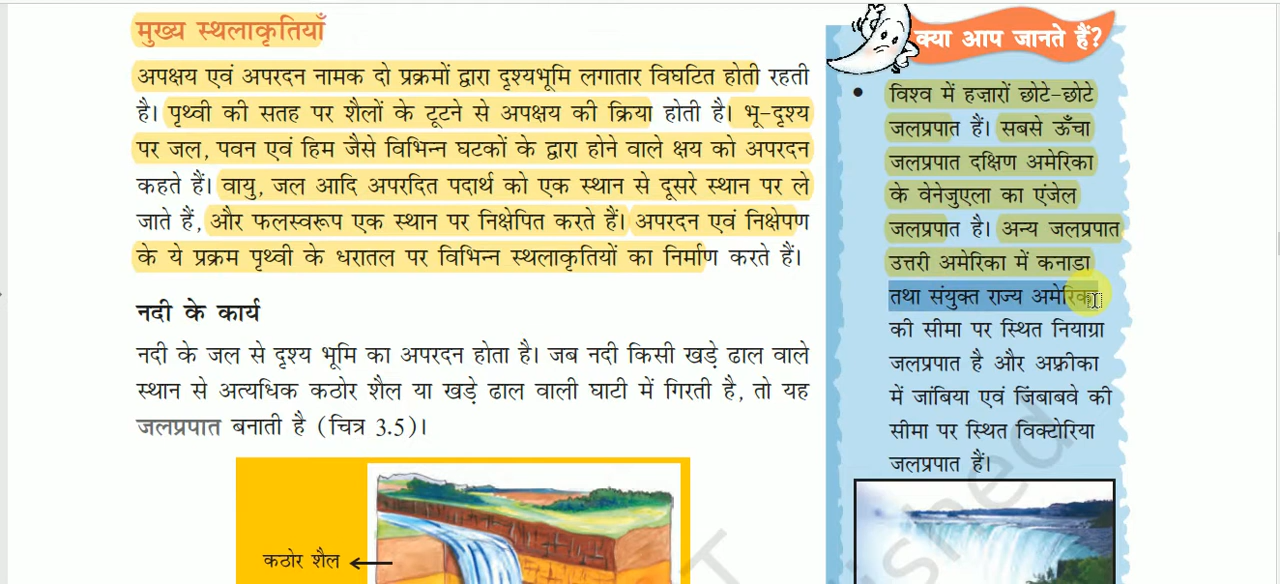 मुख्य स्थलाकृतियाँ
अपक्षय एवं अपरदन नामक दो प्रक्रमों द्वारा दृश्यभूमि लगातार विघटित होती रहती
है। पृथ्वी की सतह पर शैलों के टूटने से अपक्षय की क्रिया होती है। भू-दृश्य
पर जल, पवन एवं हिम जैसे विभिन्न घटकों के द्वारा होने वाले क्षय को अपरदन
कहते हैं। वायु, जल आदि अपरदित पदार्थ को एक स्थान से दूसरे स्थान पर ले
जाते हैं, और फलस्वरूप एक स्थान पर निक्षेपित करते हैं। अपरदन एवं निक्षेपण
के ये प्रक्रम पृथ्वी के धरातल पर विभिन्न स्थलाकृतियों का निर्माण करते हैं।
नदी के कार्य
नदी के जल से दृश्य भूमि का अपरदन होता है। जब नदी किसी खड़े ढाल वाले
स्थान से अत्यधिक कठोर शैल या खड़े ढाल वाली घाटी में गिरती है, तो यह
जलप्रपात बनाती है (चित्र 3.5)।
कठोर शैल
क्या आप जानते हैं?
• विश्व में हज़ारों छोटे-छोटे
जलप्रपात हैं। सबसे ऊँचा
जलप्रपात दक्षिण अमेरिका
के वेनेजुएला का एंजेल
जलप्रपात है। अन्य जलप्रपात
उत्तरी अमेरिका में कनाडा
तथा संयुक्त राज्य अमेरिका
की सीमा पर स्थित नियाग्रा
जलप्रपात है और अफ़्रीका
में जांबिया एवं जिंबाबवे की
सीमा पर स्थित विक्टोरिया
जलप्रपात हैं।